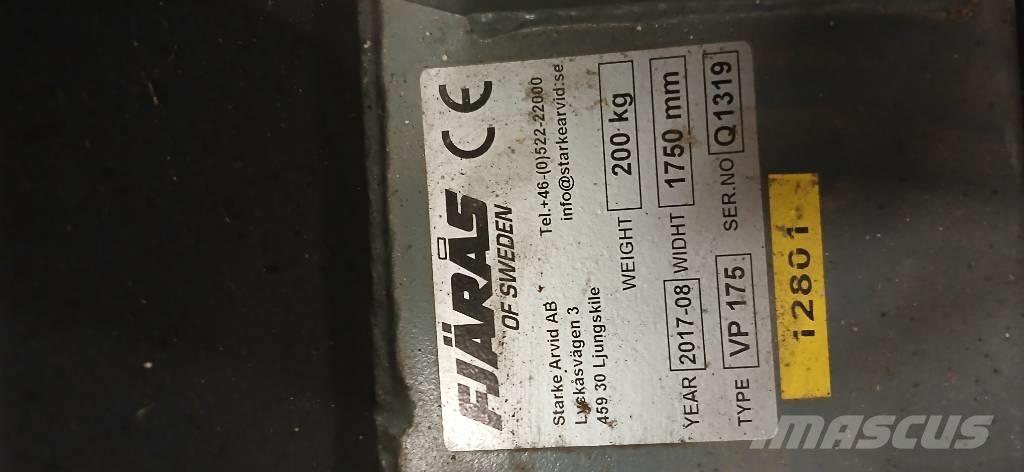 FJÄRÅS
OF SWEDEN
CE
Starke Arvid AB
Lyckåsvägen 3
459 30 Ljungskile
Tel.+46-(0)522-22000
info@starkearvid.se
WEIGHT 200 kg
YEAR 2017-08 WIDHT 1750 mm
TYPE VP 175 SER.NO Q1319
12801
MASCUS